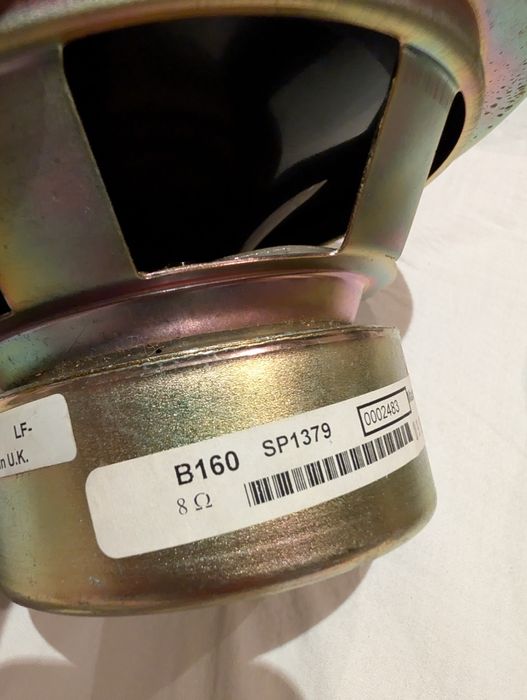 LF-
n U.K.
B160 SP1379 0002483
8 Ω